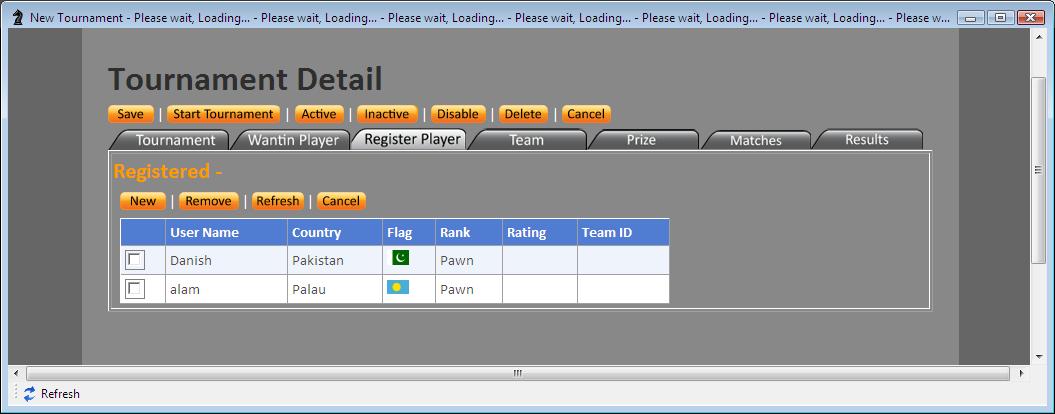 New Tournament - Please wait, Loading... - Please wait, Loading... - Please wait, Loading... - Please wait, Loading... - Please wait, Loading... - Please wait, Loading... - Please w...
Tournament Detail
Save | Start Tournament | Active | Inactive | Disable | Delete | Cancel
Tournament Wantin Player Register Player Team Prize Matches Results
Registered -
New | Remove | Refresh | Cancel
User Name Country Flag Rank Rating Team ID
Danish Pakistan Pawn
alam Palau Pawn
Refresh